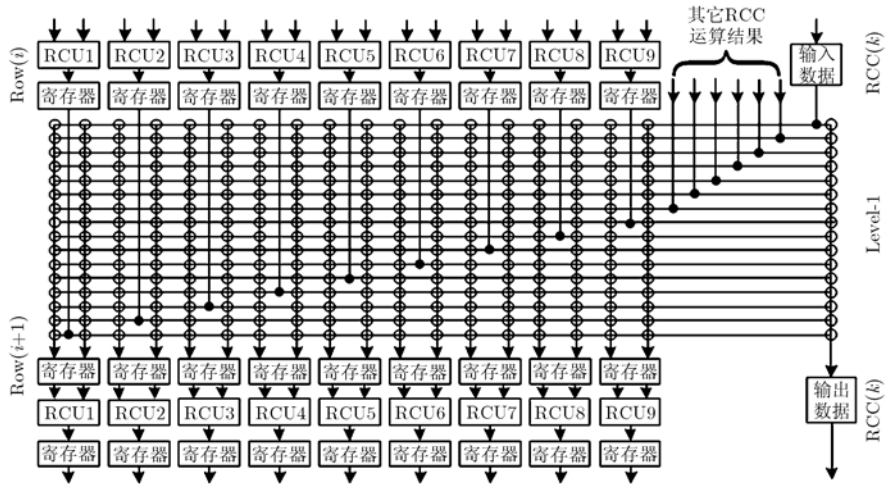 其它RCC
运算结果
Row(i)
RCU1 RCU2 RCU3 RCU4 RCU5 RCU6 RCU7 RCU8 RCU9
输入
数据
RCC(k)
寄存器 寄存器 寄存器 寄存器 寄存器 寄存器 寄存器 寄存器 寄存器
Level-1
Row(i+1)
寄存器 寄存器 寄存器 寄存器 寄存器 寄存器 寄存器 寄存器 寄存器
RCU1 RCU2 RCU3 RCU4 RCU5 RCU6 RCU7 RCU8 RCU9
输出
数据
RCC(k)
寄存器 寄存器 寄存器 寄存器 寄存器 寄存器 寄存器 寄存器 寄存器